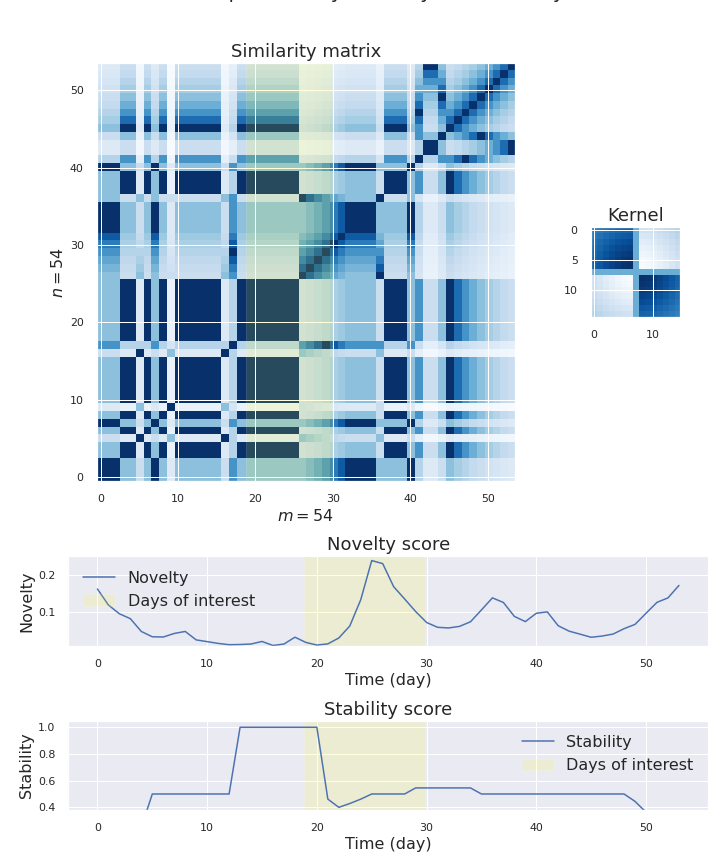 Similarity matrix
50
40
30
20
10
0
n = 54
0 10 20 30 40 50
m = 54
Kernel
0
5
10
0 10
Novelty score
0.2
0.1
Novelty
Novelty
Days of interest
0 10 20 30 40 50
Time (day)
Stability score
1.0
0.8
0.6
0.4
Stability
Stability
Days of interest
0 10 20 30 40 50
Time (day)